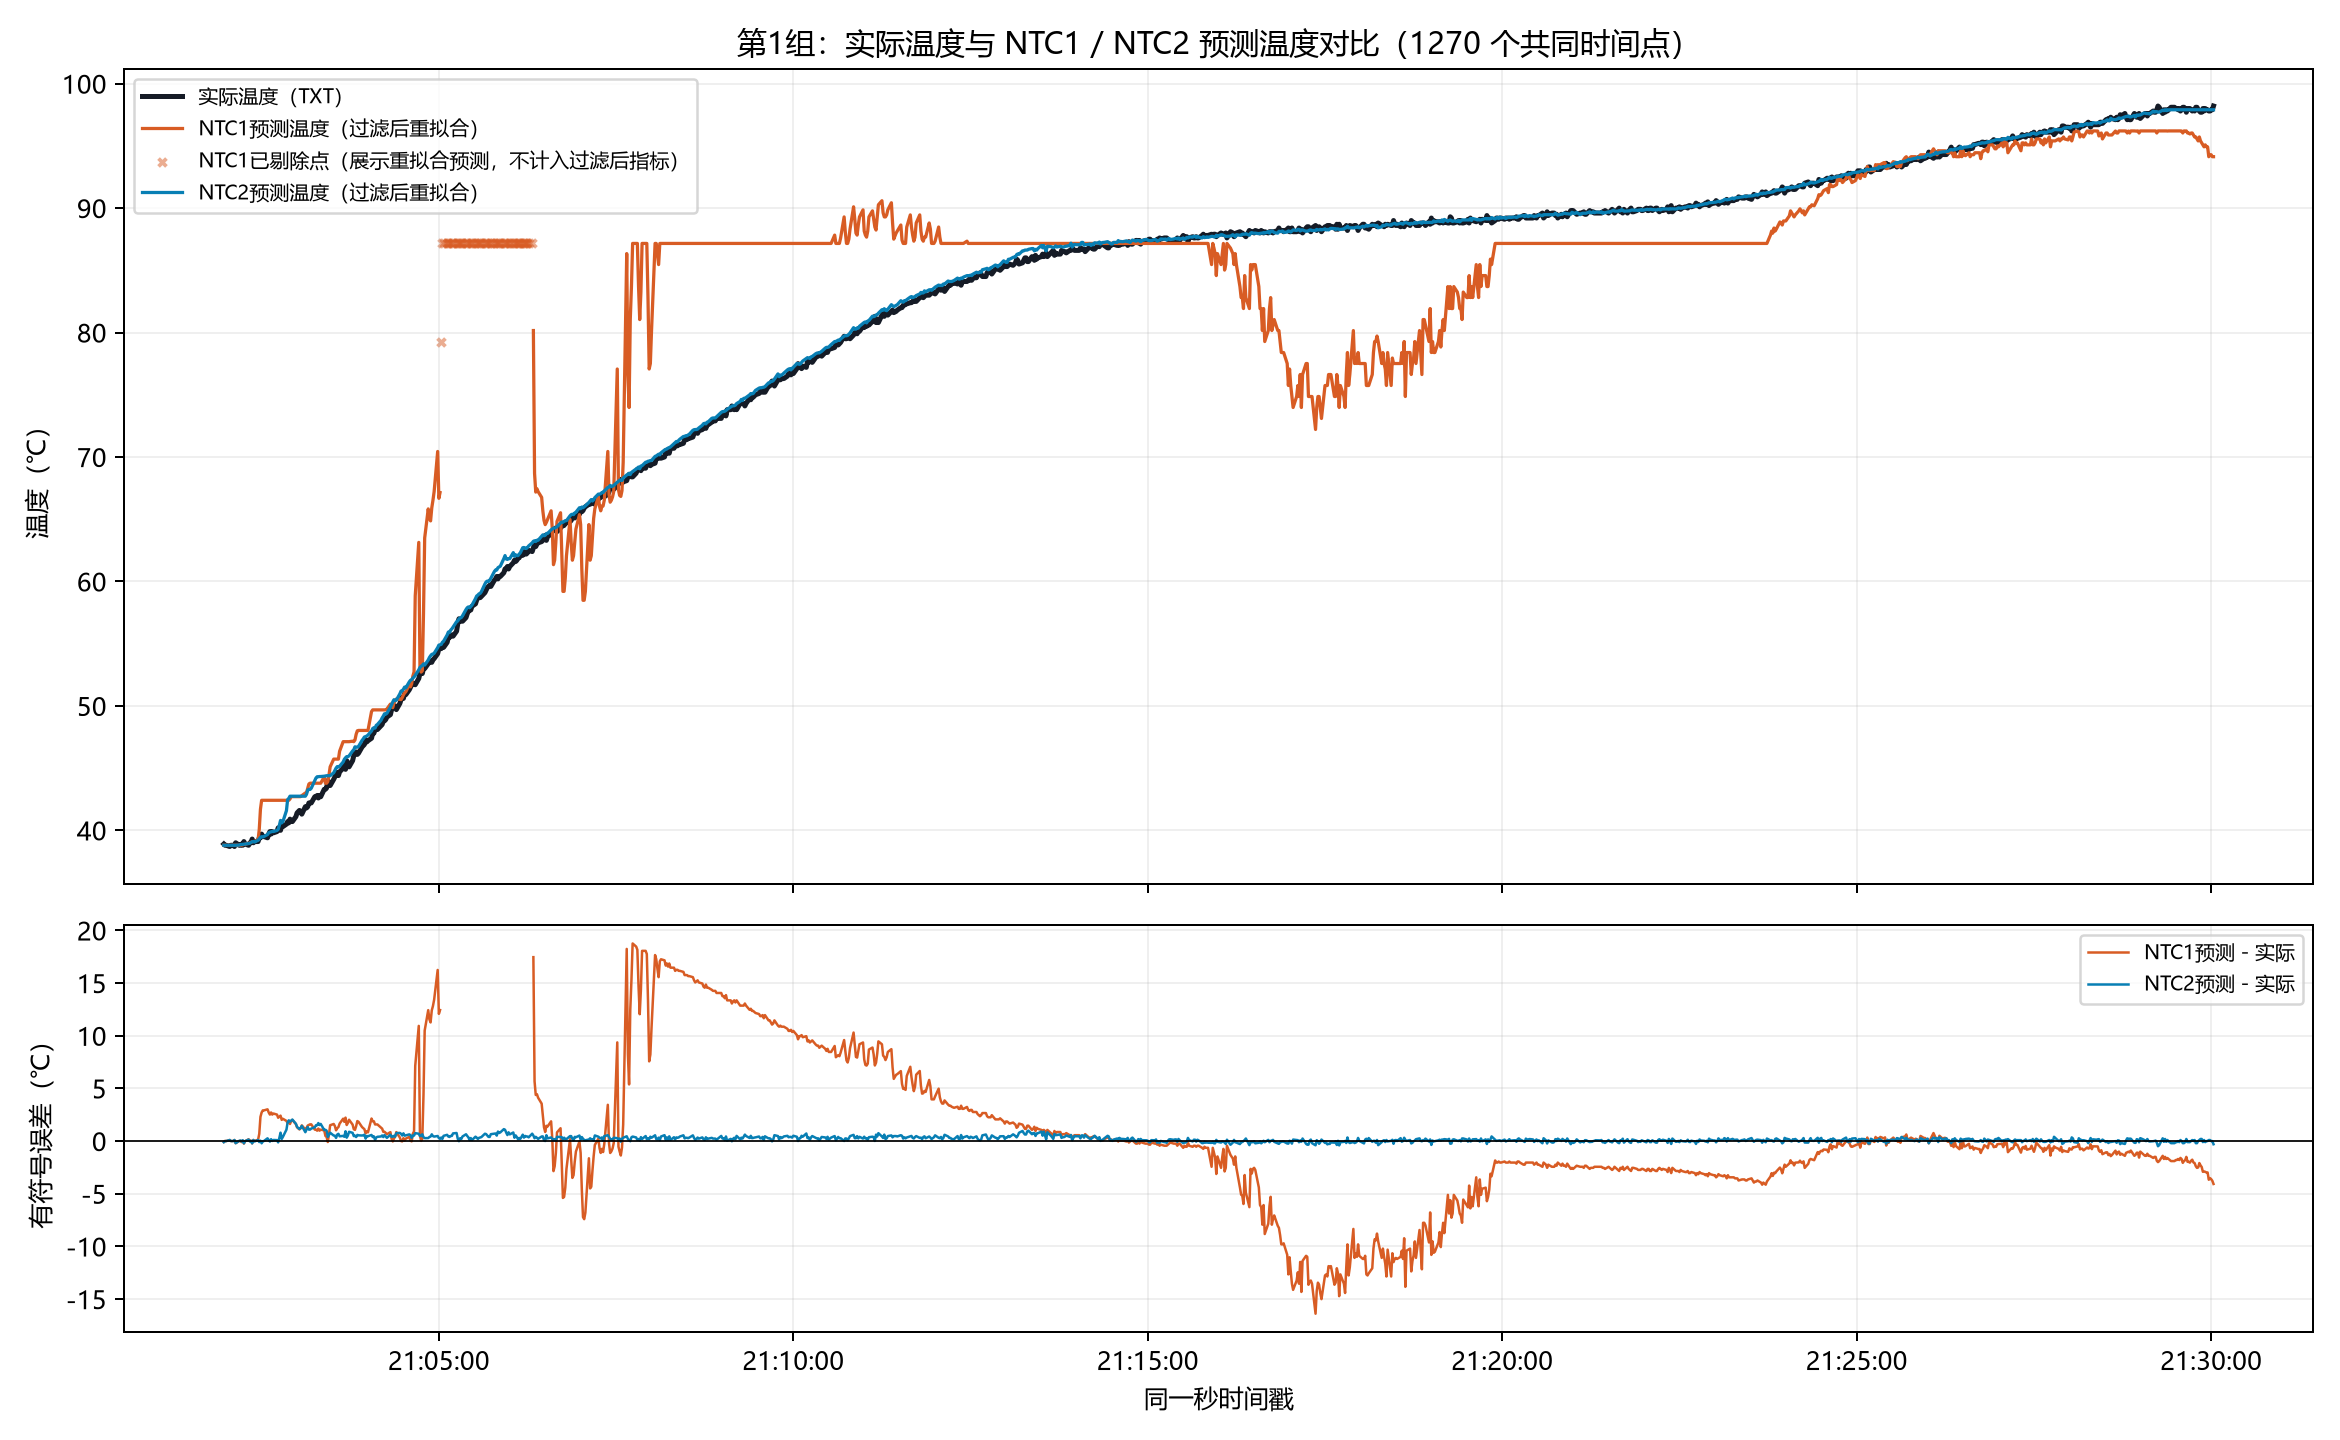 第1组：实际温度与 NTC1 / NTC2 预测温度对比（1270 个共同时间点）
100
90
80
70
60
50
40
温度（℃）
实际温度（TXT）
NTC1预测温度（过滤后重拟合）
NTC1已剔除点（展示重拟合预测，不计入过滤后指标）
NTC2预测温度（过滤后重拟合）
20
15
10
5
0
-5
-10
-15
有符号误差（℃）
NTC1预测 - 实际
NTC2预测 - 实际
21:05:00
21:10:00
21:15:00
21:20:00
21:25:00
21:30:00
同一秒时间戳